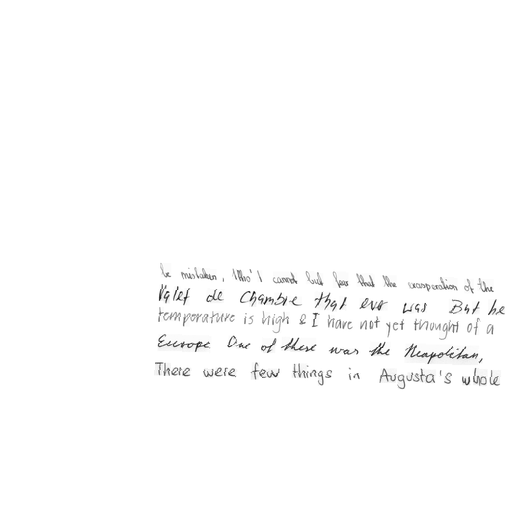 be mistaken, Tho' I cannot but fear that the exasperation of the
Valet de Chambre that ever was But he
temperature is high & I have not yet thought of a
Europe One of these was the Neapolitan,
There were few things in Augusta's whole